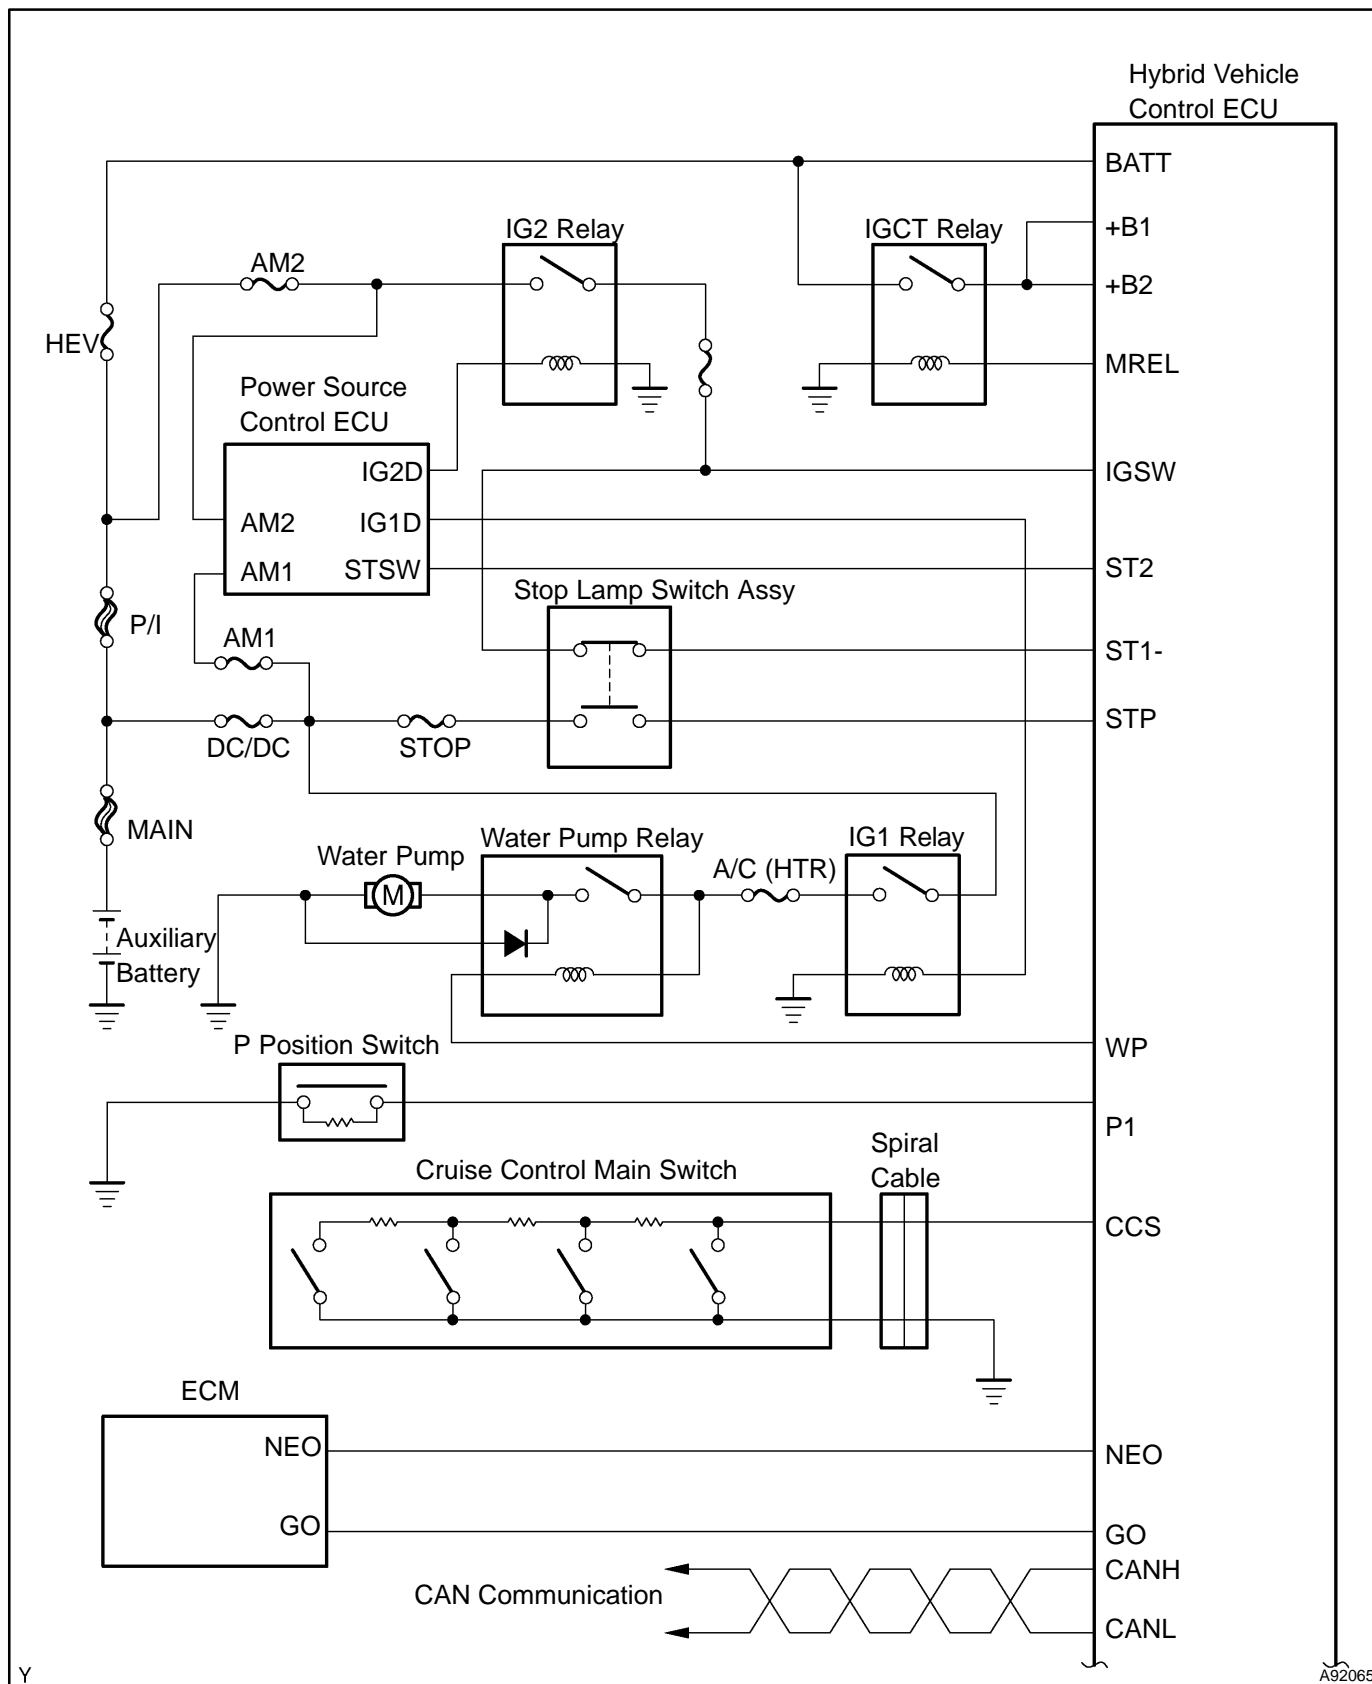 Hybrid Vehicle
Control ECU
BATT
IG2 Relay
IGCT Relay
+B1
AM2
+B2
HEV
MREL
Power Source
Control ECU
IG2D
IGSW
AM2
IG1D
AM1
STSW
ST2
Stop Lamp Switch Assy
P/I
AM1
ST1-
DC/DC
STOP
STP
MAIN
Water Pump
Water Pump Relay
A/C (HTR)
IG1 Relay
M
Auxiliary
Battery
P Position Switch
WP
P1
Cruise Control Main Switch
Spiral
Cable
CCS
ECM
NEO
NEO
GO
GO
CAN Communication
CANH
CANL
Y
A92065